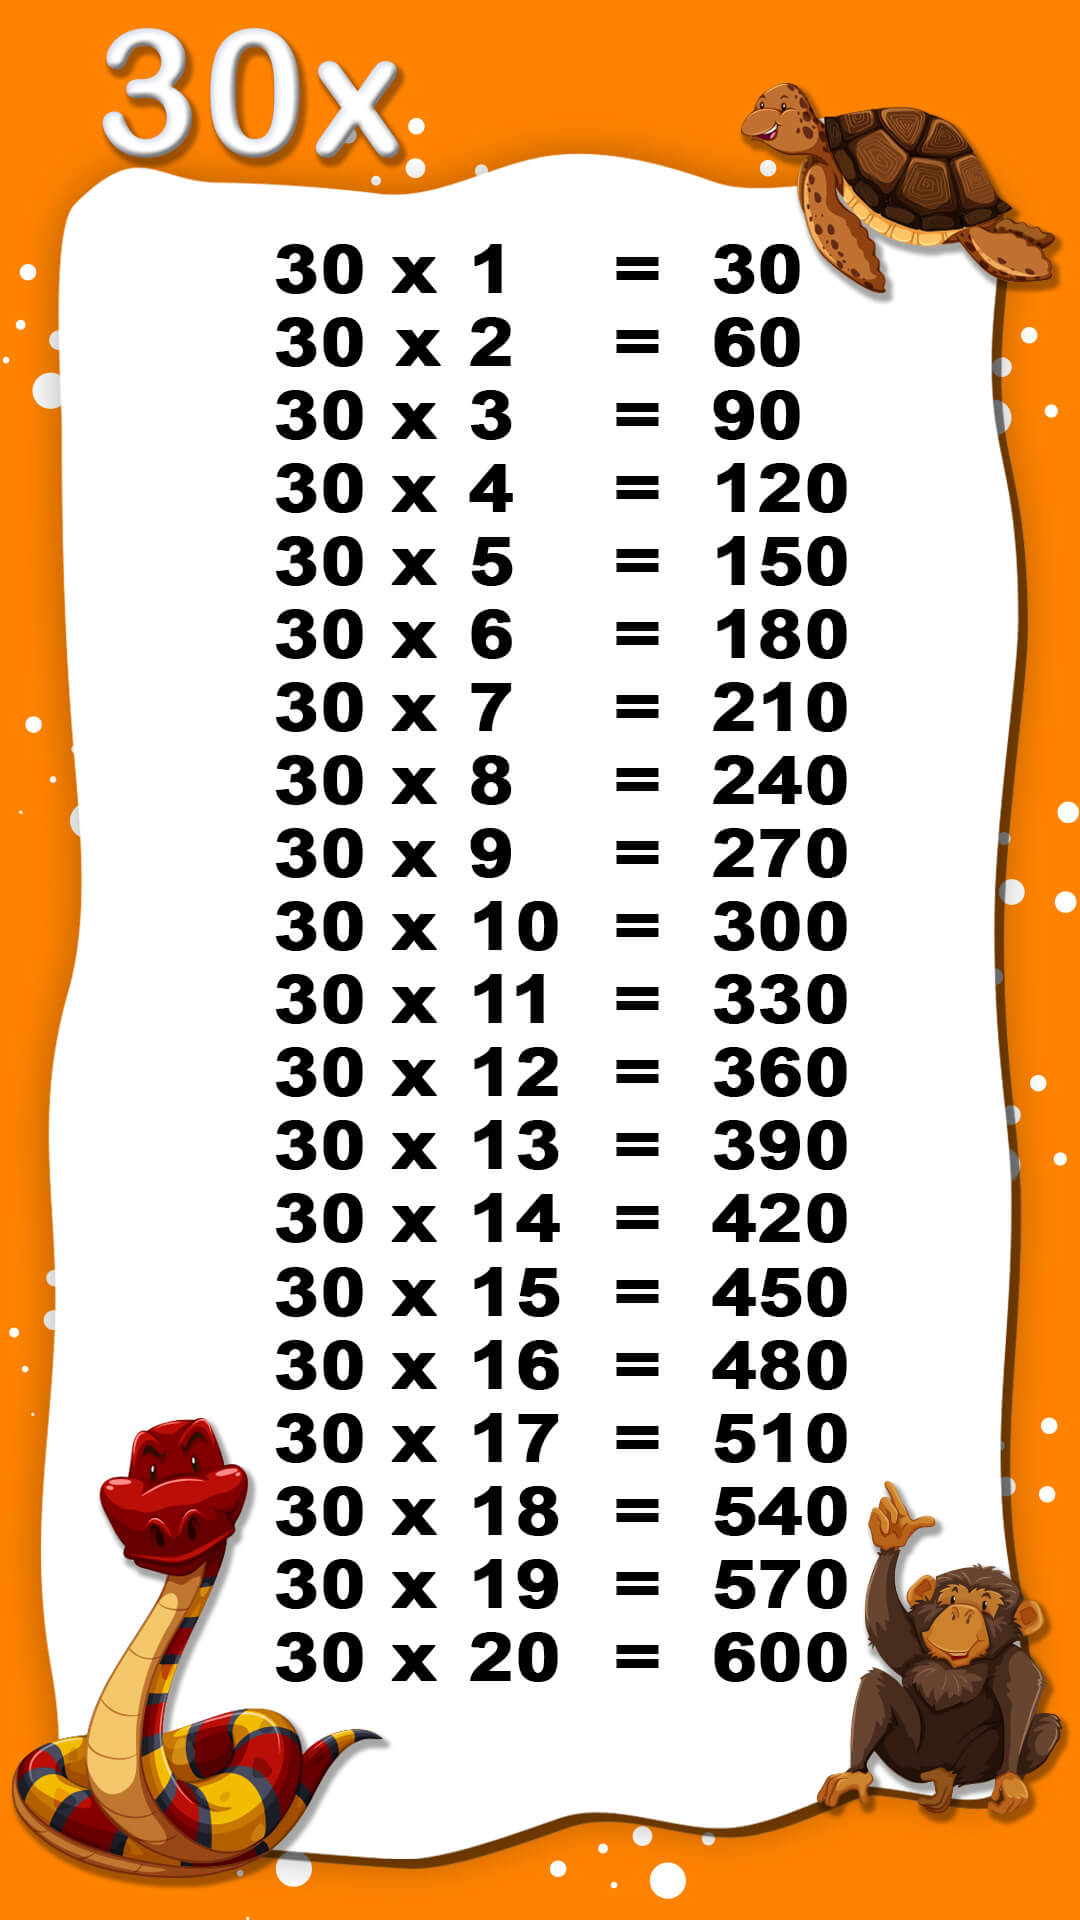 30x
30 x 1 = 30
30 x 2 = 60
30 x 3 = 90
30 x 4 = 120
30 x 5 = 150
30 x 6 = 180
30 x 7 = 210
30 x 8 = 240
30 x 9 = 270
30 x 10 = 300
30 x 11 = 330
30 x 12 = 360
30 x 13 = 390
30 x 14 = 420
30 x 15 = 450
30 x 16 = 480
30 x 17 = 510
30 x 18 = 540
30 x 19 = 570
30 x 20 = 600